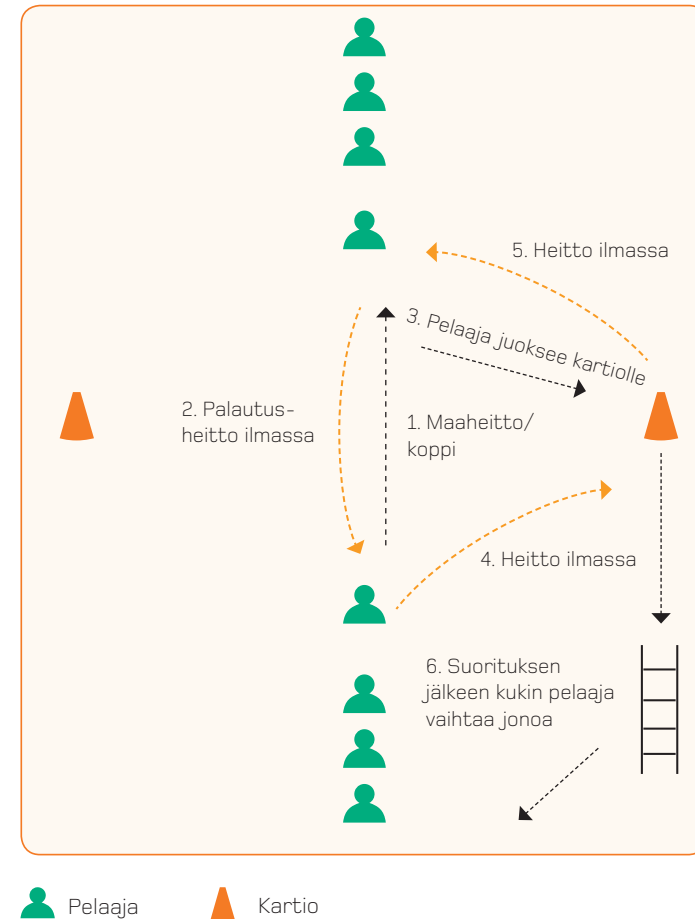 5. Heitto ilmassa
3. Pelaaja juoksee kartiolle
2. Palautus-
heitto ilmassa
1. Maaheitto/
koppi
4. Heitto ilmassa
6. Suorituksen
jälkeen kukin pelaaja
vaihtaa jonoa
Pelaaja
Kartio